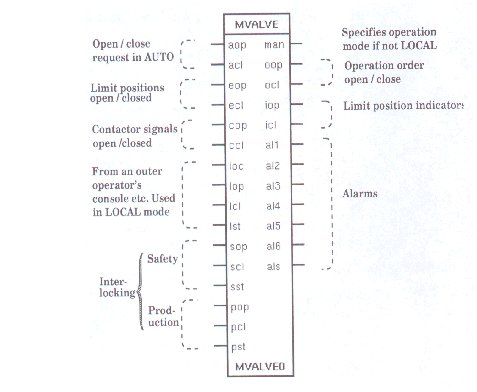 MVALVE
Open / close
request in AUTO
Limit positions
open / closed
Contactor signals
open /closed
From an outer
operator's
console etc. Used
in LOCAL mode
Inter-
locking
Safety
Prod-
uction
aop man
acl oop
eop ocl
ecl iop
cop icl
ccl al1
loc al2
lop al3
lcl al4
lst al5
sop al6
scl als
sst
pop
pcl
pst
MVALVE0
Specifies operation
mode if not LOCAL
Operation order
open / close
Limit position indicators
Alarms